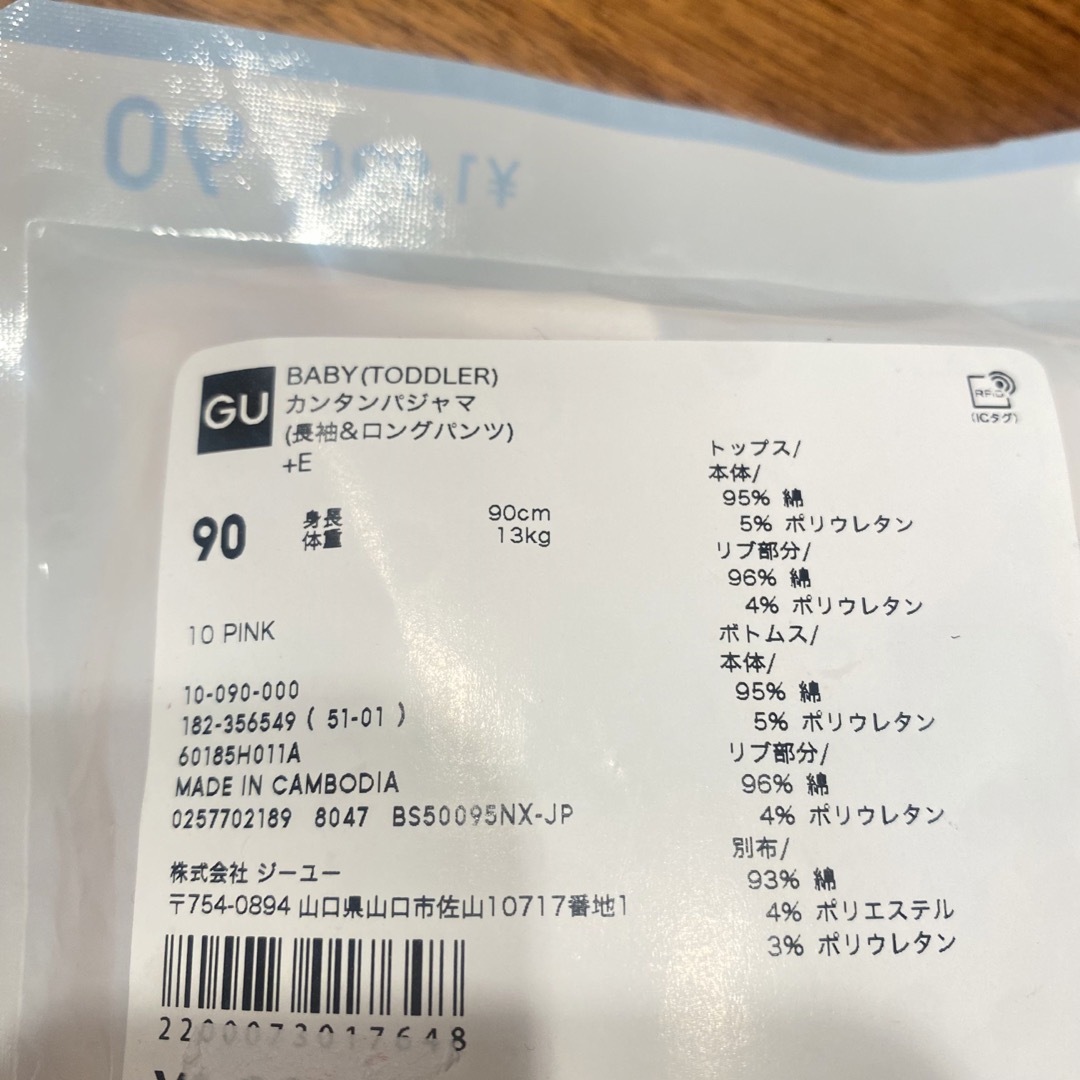 90
GU
BABY(TODDLER)
カンタンパジャマ
(長袖&ロングパンツ)
+E
RFID
(ICタグ)
90 身長 90cm
体重 13kg
10 PINK
10-090-000
182-356549 ( 51-01 )
60185H011A
MADE IN CAMBODIA
0257702189 8047 BS50095NX-JP
株式会社 ジーユー
〒754-0894 山口県山口市佐山10717番地1
2200073017648
トップス/
本体/
95% 綿
5% ポリウレタン
リブ部分/
96% 綿
4% ポリウレタン
ボトムス/
本体/
95% 綿
5% ポリウレタン
リブ部分/
96% 綿
4% ポリウレタン
別布/
93% 綿
4% ポリエステル
3% ポリウレタン